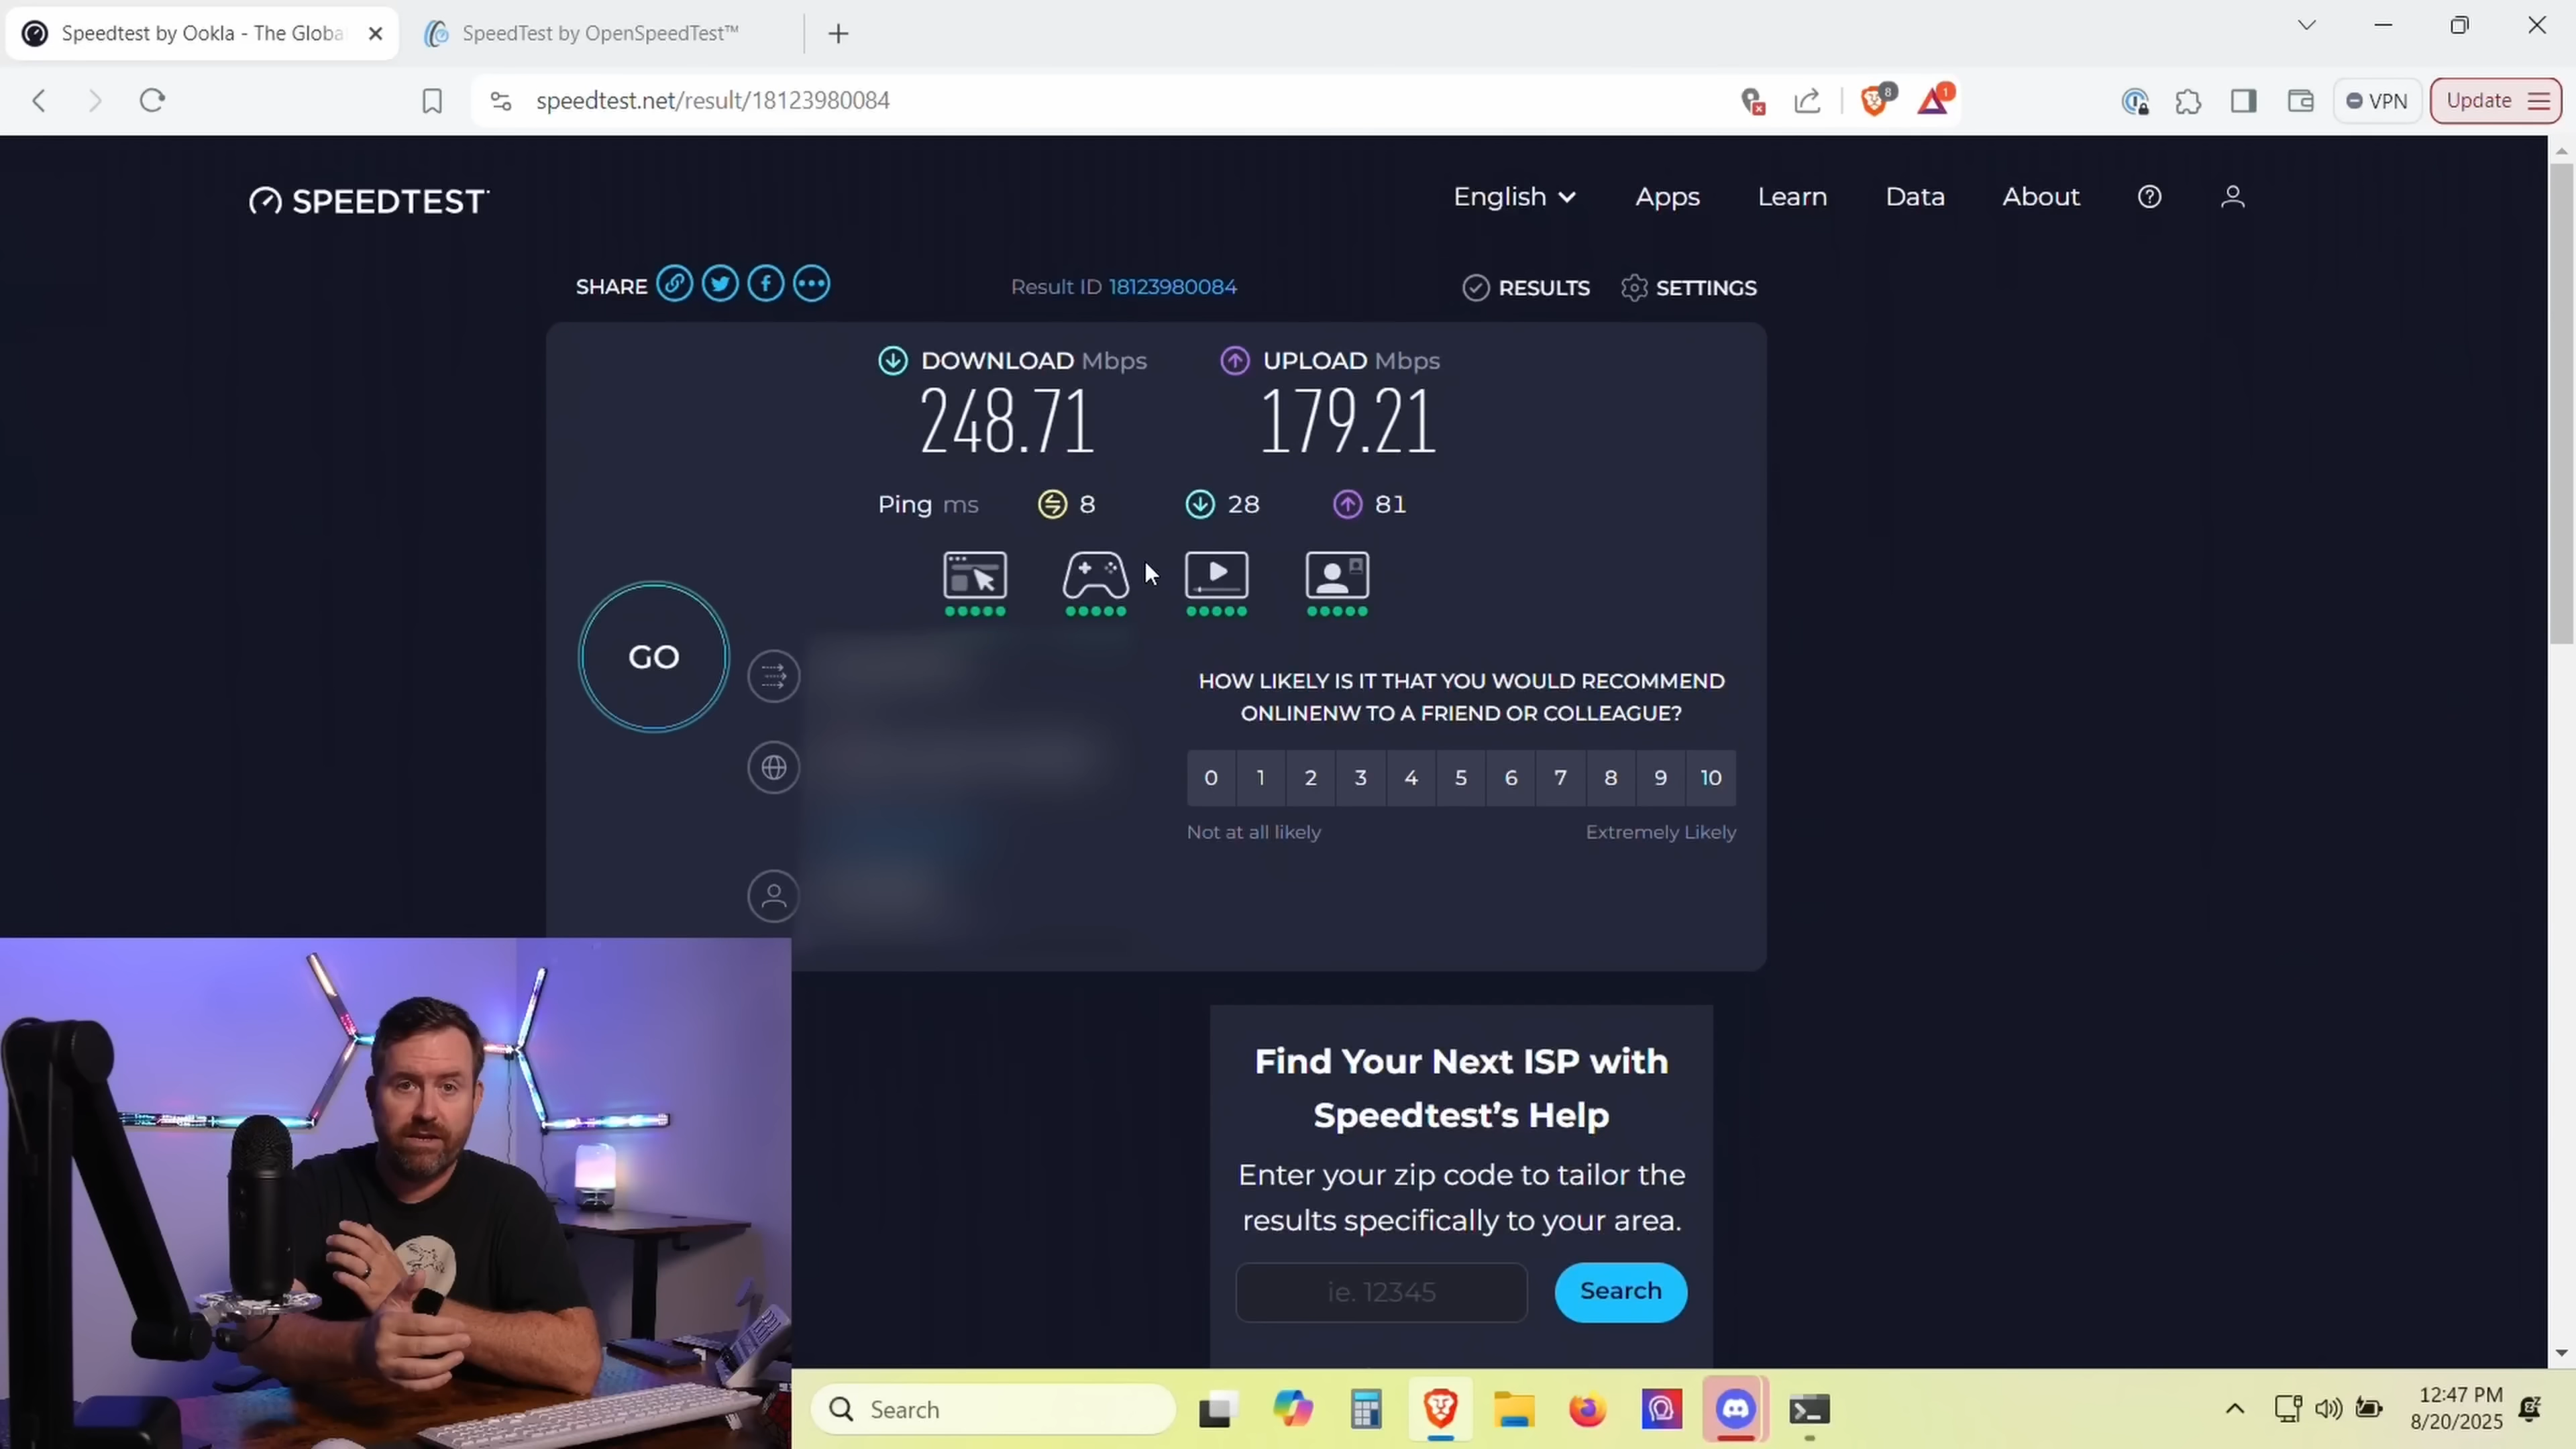 Speedtest by Ookla - The Globa
SpeedTest by OpenSpeedTest™
speedtest.net/result/18123980084
8
1
VPN
Update
SPEEDTEST
English
Apps
Learn
Data
About
SHARE
Result ID 18123980084
RESULTS
SETTINGS
DOWNLOAD Mbps
248.71
UPLOAD Mbps
179.21
Ping ms
8
28
81
GO
HOW LIKELY IS IT THAT YOU WOULD RECOMMEND
ONLINENW TO A FRIEND OR COLLEAGUE?
0 1 2 3 4 5 6 7 8 9 10
Not at all likely
Extremely Likely
Find Your Next ISP with
Speedtest's Help
Enter your zip code to tailor the
results specifically to your area.
ie. 12345
Search
Search
12:47 PM
8/20/2025